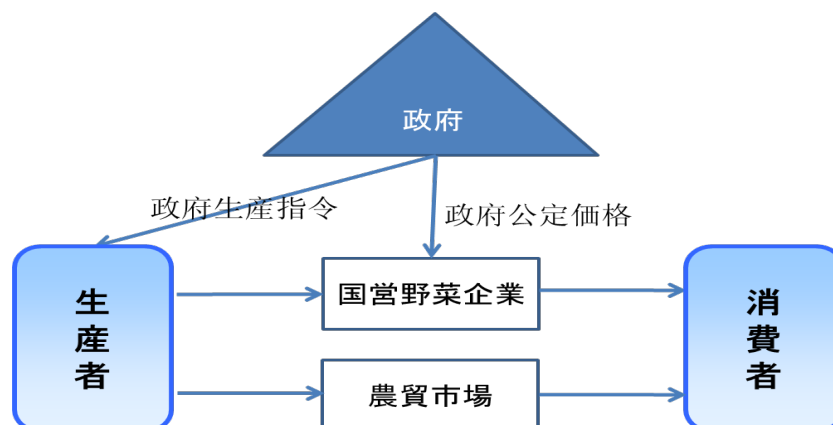 政府
政府生産指令
政府公定価格
生産者
国営野菜企業
消費者
農貿市場